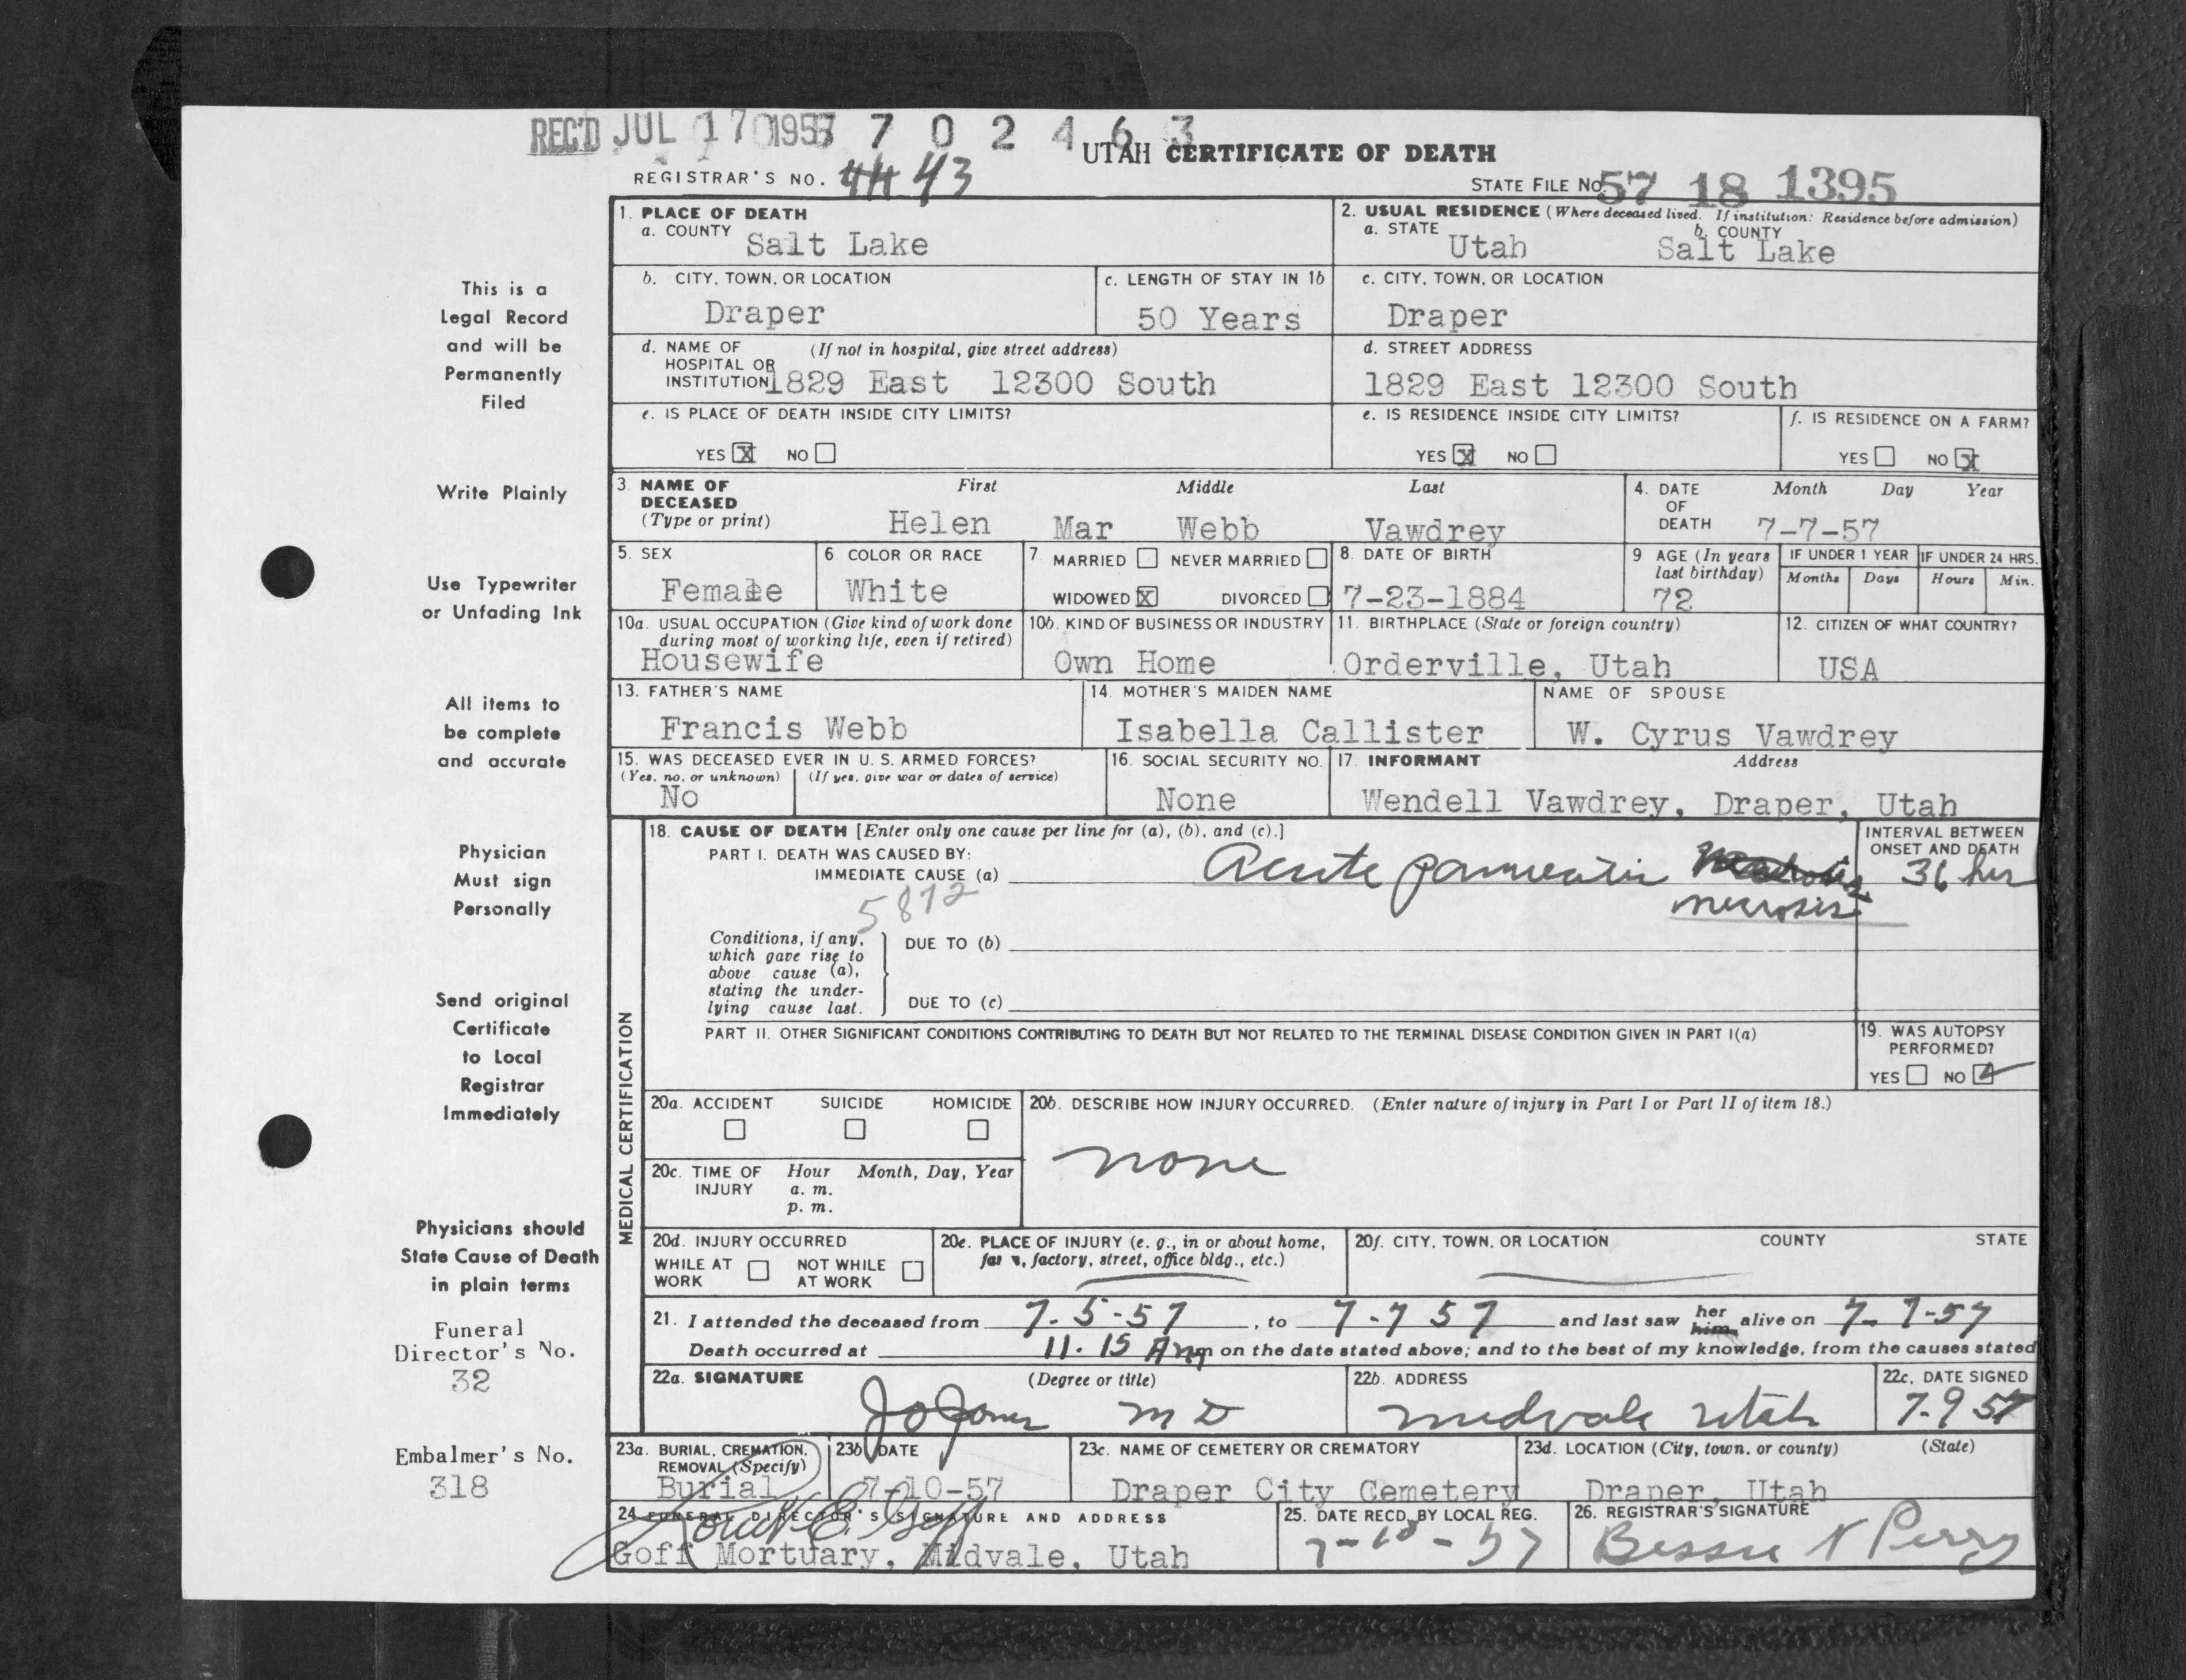 REC'D JUL 17 1957 7 0 2 4 6 3
UTAH CERTIFICATE OF DEATH
REGISTRAR'S NO. 44 43
STATE FILE NO. 57 18 1395
This is a
Legal Record
and will be
Permanently
Filed
Write Plainly
Use Typewriter
or Unfading Ink
All items to
be complete
and accurate
Physician
Must sign
Personally
Send original
Certificate
to Local
Registrar
Immediately
Physicians should
State Cause of Death
in plain terms
Funeral
Director's No.
32
Embalmer's No.
318
1. PLACE OF DEATH
a. COUNTY Salt Lake
2. USUAL RESIDENCE (Where deceased lived. If institution: Residence before admission)
a. STATE Utah b. COUNTY Salt Lake
b. CITY, TOWN, OR LOCATION
Draper
c. LENGTH OF STAY IN 1b
50 Years
c. CITY, TOWN, OR LOCATION
Draper
d. NAME OF (If not in hospital, give street address)
HOSPITAL OR
INSTITUTION 1829 East 12300 South
d. STREET ADDRESS
1829 East 12300 South
e. IS PLACE OF DEATH INSIDE CITY LIMITS?
YES X NO
e. IS RESIDENCE INSIDE CITY LIMITS?
YES X NO
f. IS RESIDENCE ON A FARM?
YES NO X
3. NAME OF First Middle Last
DECEASED
(Type or print) Helen Mar Webb Vawdrey
4. DATE Month Day Year
OF
DEATH 7-7-57
5. SEX
Female
6. COLOR OR RACE
White
7 MARRIED NEVER MARRIED
WIDOWED X DIVORCED
8. DATE OF BIRTH
7-23-1884
9 AGE (In years
last birthday)
72
IF UNDER 1 YEAR
Months Days
IF UNDER 24 HRS.
Hours Min.
10a. USUAL OCCUPATION (Give kind of work done
during most of working life, even if retired)
Housewife
10b. KIND OF BUSINESS OR INDUSTRY
Own Home
11. BIRTHPLACE (State or foreign country)
Orderville, Utah
12. CITIZEN OF WHAT COUNTRY?
USA
13. FATHER'S NAME
Francis Webb
14. MOTHER'S MAIDEN NAME
Isabella Callister
NAME OF SPOUSE
W. Cyrus Vawdrey
15. WAS DECEASED EVER IN U. S. ARMED FORCES?
(Yes, no, or unknown) (If yes, give war or dates of service)
No
16. SOCIAL SECURITY NO.
None
17. INFORMANT Address
Wendell Vawdrey, Draper, Utah
MEDICAL CERTIFICATION
18. CAUSE OF DEATH [Enter only one cause per line for (a), (b), and (c).]
PART I. DEATH WAS CAUSED BY:
IMMEDIATE CAUSE (a) Acute pancreatic
necrosis
5872
INTERVAL BETWEEN
ONSET AND DEATH
36 hrs
Conditions, if any,
which gave rise to
above cause (a),
stating the under-
lying cause last.
DUE TO (b)
DUE TO (c)
PART II. OTHER SIGNIFICANT CONDITIONS CONTRIBUTING TO DEATH BUT NOT RELATED TO THE TERMINAL DISEASE CONDITION GIVEN IN PART I(a)
19. WAS AUTOPSY
PERFORMED?
YES NO
20a. ACCIDENT SUICIDE HOMICIDE
20b. DESCRIBE HOW INJURY OCCURRED. (Enter nature of injury in Part I or Part II of item 18.)
none
20c. TIME OF Hour Month, Day, Year
INJURY a. m.
p. m.
20d. INJURY OCCURRED
WHILE AT WORK NOT WHILE AT WORK
20e. PLACE OF INJURY (e. g., in or about home,
farm, factory, street, office bldg., etc.)
20f. CITY, TOWN, OR LOCATION COUNTY STATE
21. I attended the deceased from 7-5-57, to 7-7 57 and last saw her him alive on 7-7-57
Death occurred at 11.15 Am m on the date stated above; and to the best of my knowledge, from the causes stated
22a. SIGNATURE (Degree or title)
Jo Jones M D
22b. ADDRESS
Midvale Utah
22c. DATE SIGNED
7-9 57
23a. BURIAL, CREMATION,
REMOVAL (Specify)
Burial
23b. DATE
7-10-57
23c. NAME OF CEMETERY OR CREMATORY
Draper City Cemetery
23d. LOCATION (City, town, or county) (State)
Draper, Utah
24 FUNERAL DIRECTOR'S SIGNATURE AND ADDRESS
Goff Mortuary, Midvale, Utah
25. DATE RECD. BY LOCAL REG.
7-10-57
26. REGISTRAR'S SIGNATURE
Bessie N Perry